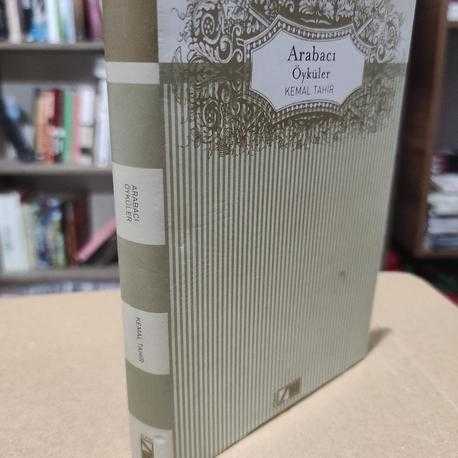 Arabacı
Öyküler
KEMAL TAHİR
ARABACI
ÖYKÜLER
KEMAL TAHİR